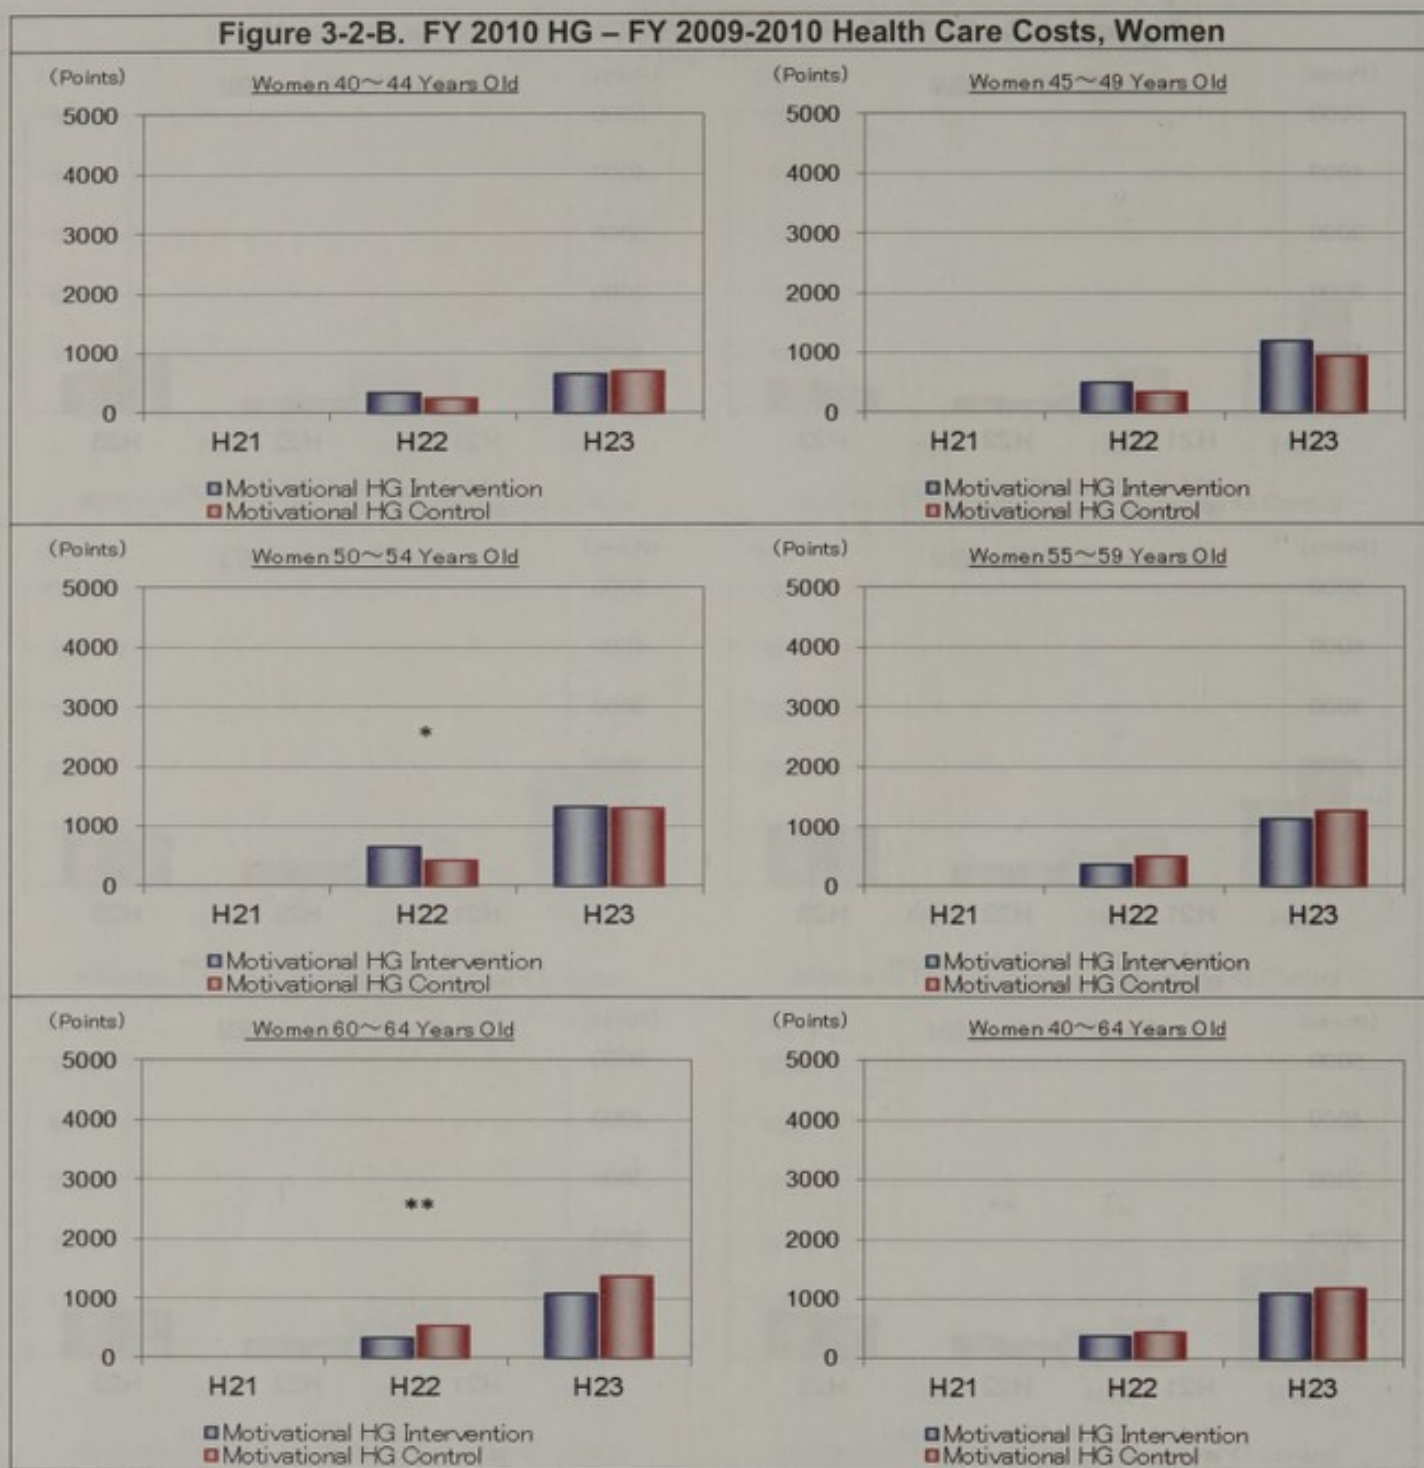 Figure 3-2-B. FY 2010 HG – FY 2009-2010 Health Care Costs, Women
(Points)
Women 40～44 Years Old
5000
4000
3000
2000
1000
0
H21 H22 H23
Motivational HG Intervention
Motivational HG Control
(Points)
Women 45～49 Years Old
5000
4000
3000
2000
1000
0
H21 H22 H23
Motivational HG Intervention
Motivational HG Control
(Points)
Women 50～54 Years Old
5000
4000
3000
*
2000
1000
0
H21 H22 H23
Motivational HG Intervention
Motivational HG Control
(Points)
Women 55～59 Years Old
5000
4000
3000
2000
1000
0
H21 H22 H23
Motivational HG Intervention
Motivational HG Control
(Points)
Women 60～64 Years Old
5000
4000
3000
**
2000
1000
0
H21 H22 H23
Motivational HG Intervention
Motivational HG Control
(Points)
Women 40～64 Years Old
5000
4000
3000
2000
1000
0
H21 H22 H23
Motivational HG Intervention
Motivational HG Control